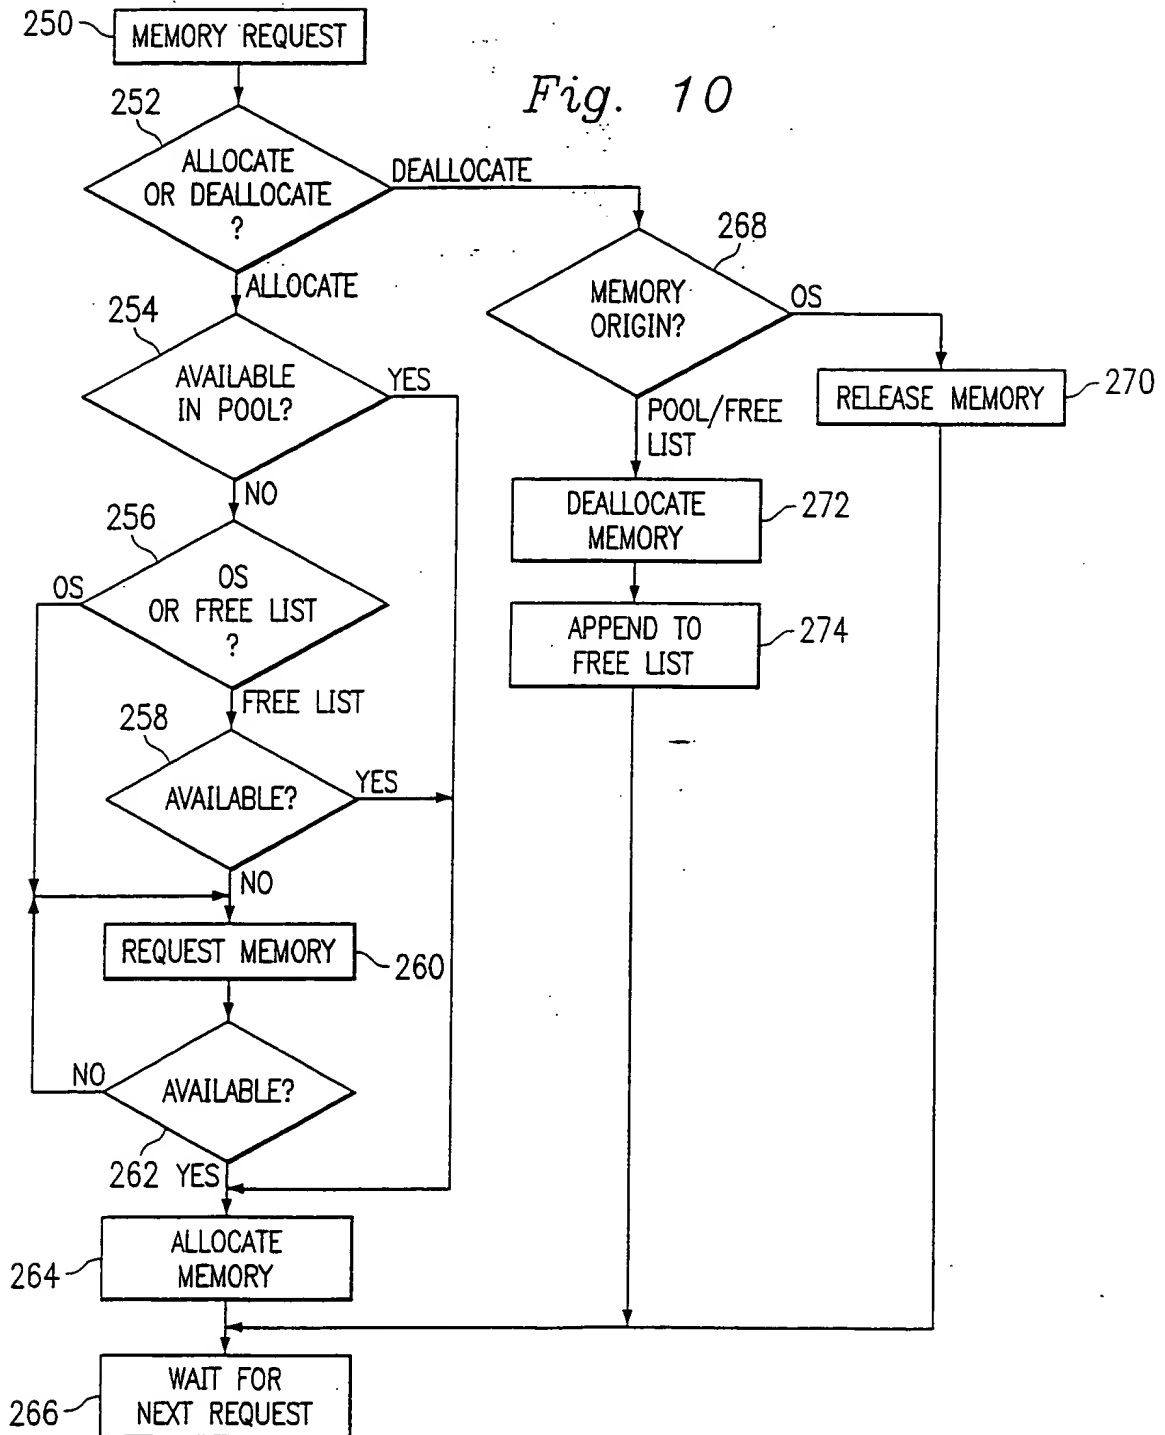 250
MEMORY REQUEST
Fig. 10
252
ALLOCATE
OR DEALLOCATE
?
DEALLOCATE
ALLOCATE
268
MEMORY
ORIGIN?
OS
254
AVAILABLE
IN POOL?
YES
RELEASE MEMORY
270
POOL/FREE
LIST
NO
256
OS
OR FREE LIST
?
OS
DEALLOCATE
MEMORY
272
APPEND TO
FREE LIST
274
FREE LIST
258
AVAILABLE?
YES
NO
REQUEST MEMORY
260
NO
AVAILABLE?
262
YES
ALLOCATE
MEMORY
264
WAIT FOR
NEXT REQUEST
266